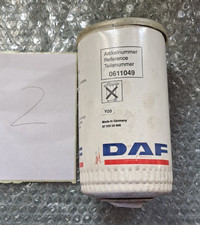 2
Artikelnummer
Reference
Teilenummer
0611049
Made in Germany
DAF